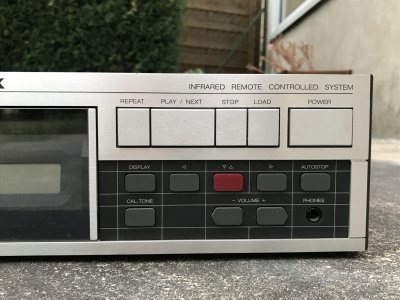 INFRARED REMOTE CONTROLLED SYSTEM
REPEAT PLAY / NEXT STOP LOAD POWER
DISPLAY ◁ ▽ △ ▷ AUTOSTOP
CAL TONE − VOLUME + PHONES